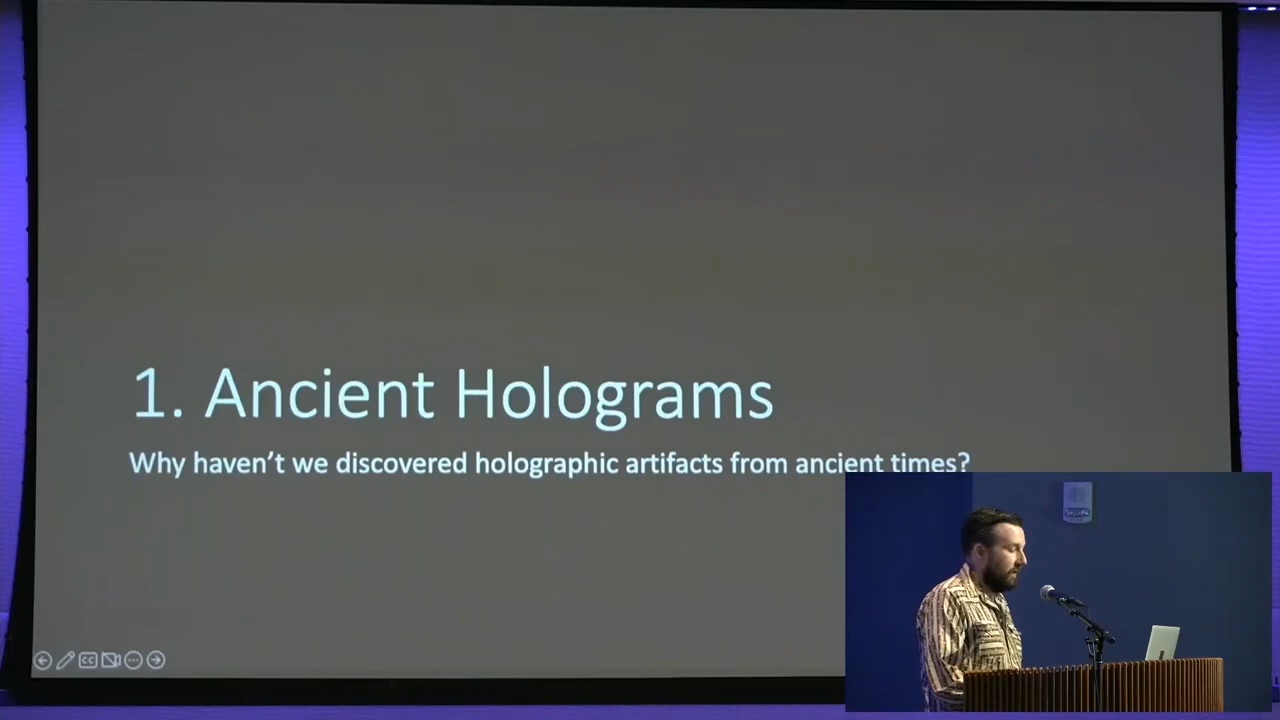 1. Ancient Holograms
Why haven't we discovered holographic artifacts from ancient times?